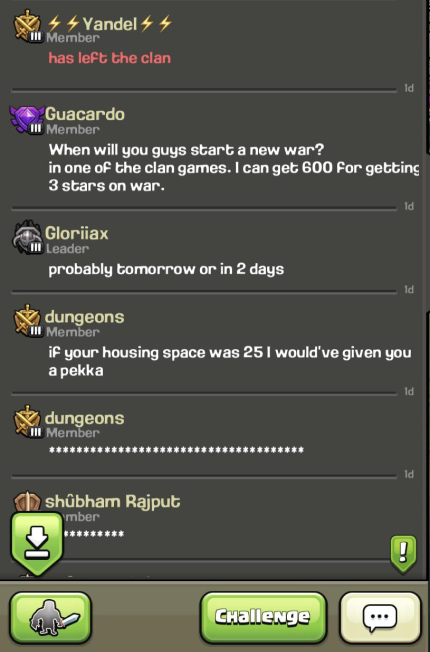 ⚡⚡Yandel⚡⚡
Member
has left the clan
1d
Guacardo
Member
When will you guys start a new war?
in one of the clan games. I can get 600 for getting
3 stars on war.
1d
Gloriiax
Leader
probably tomorrow or in 2 days
1d
dungeons
Member
if your housing space was 25 I would've given you
a pekka
1d
dungeons
Member
**************************************
1d
shûbham Rajput
mber
**********
Challenge